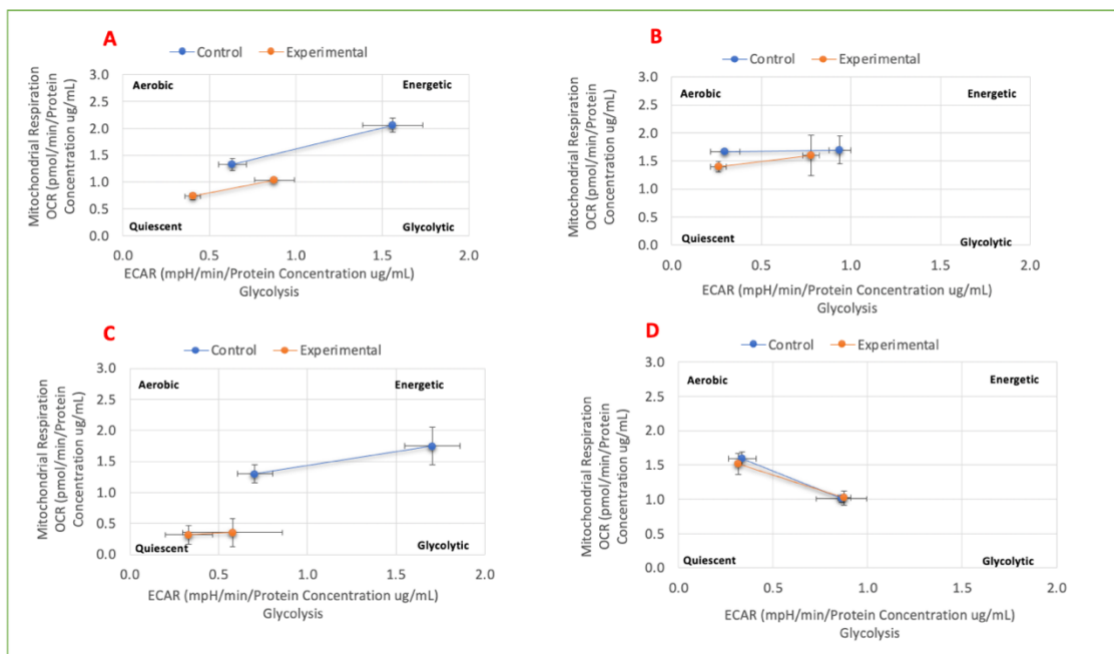 A
Control Experimental
Mitochondrial Respiration
OCR (pmol/min/Protein
Concentration ug/mL)
3.0
2.5
2.0
1.5
1.0
0.5
0.0
Aerobic Energetic
Quiescent Glycolytic
0.0 0.5 1.0 1.5 2.0
ECAR (mpH/min/Protein Concentration ug/mL)
Glycolysis
B
Control Experimental
Mitochondrial Respiration
OCR (pmol/min/Protein
Concentration ug/mL)
3.0
2.5
2.0
1.5
1.0
0.5
0.0
Aerobic Energetic
Quiescent Glycolytic
0.0 0.5 1.0 1.5 2.0
ECAR (mpH/min/Protein Concentration ug/mL)
Glycolysis
C
Control Experimental
Mitochondrial Respiration
OCR (pmol/min/Protein
Concentration ug/mL)
3.0
2.5
2.0
1.5
1.0
0.5
0.0
Aerobic Energetic
Quiescent Glycolytic
0.0 0.5 1.0 1.5 2.0
ECAR (mpH/min/Protein Concentration ug/mL)
Glycolysis
D
Control Experimental
Mitochondrial Respiration
OCR (pmol/min/Protein
Concentration ug/mL)
3.0
2.5
2.0
1.5
1.0
0.5
0.0
Aerobic Energetic
Quiescent Glycolytic
0.0 0.5 1.0 1.5 2.0
ECAR (mpH/min/Protein Concentration ug/mL)
Glycolysis